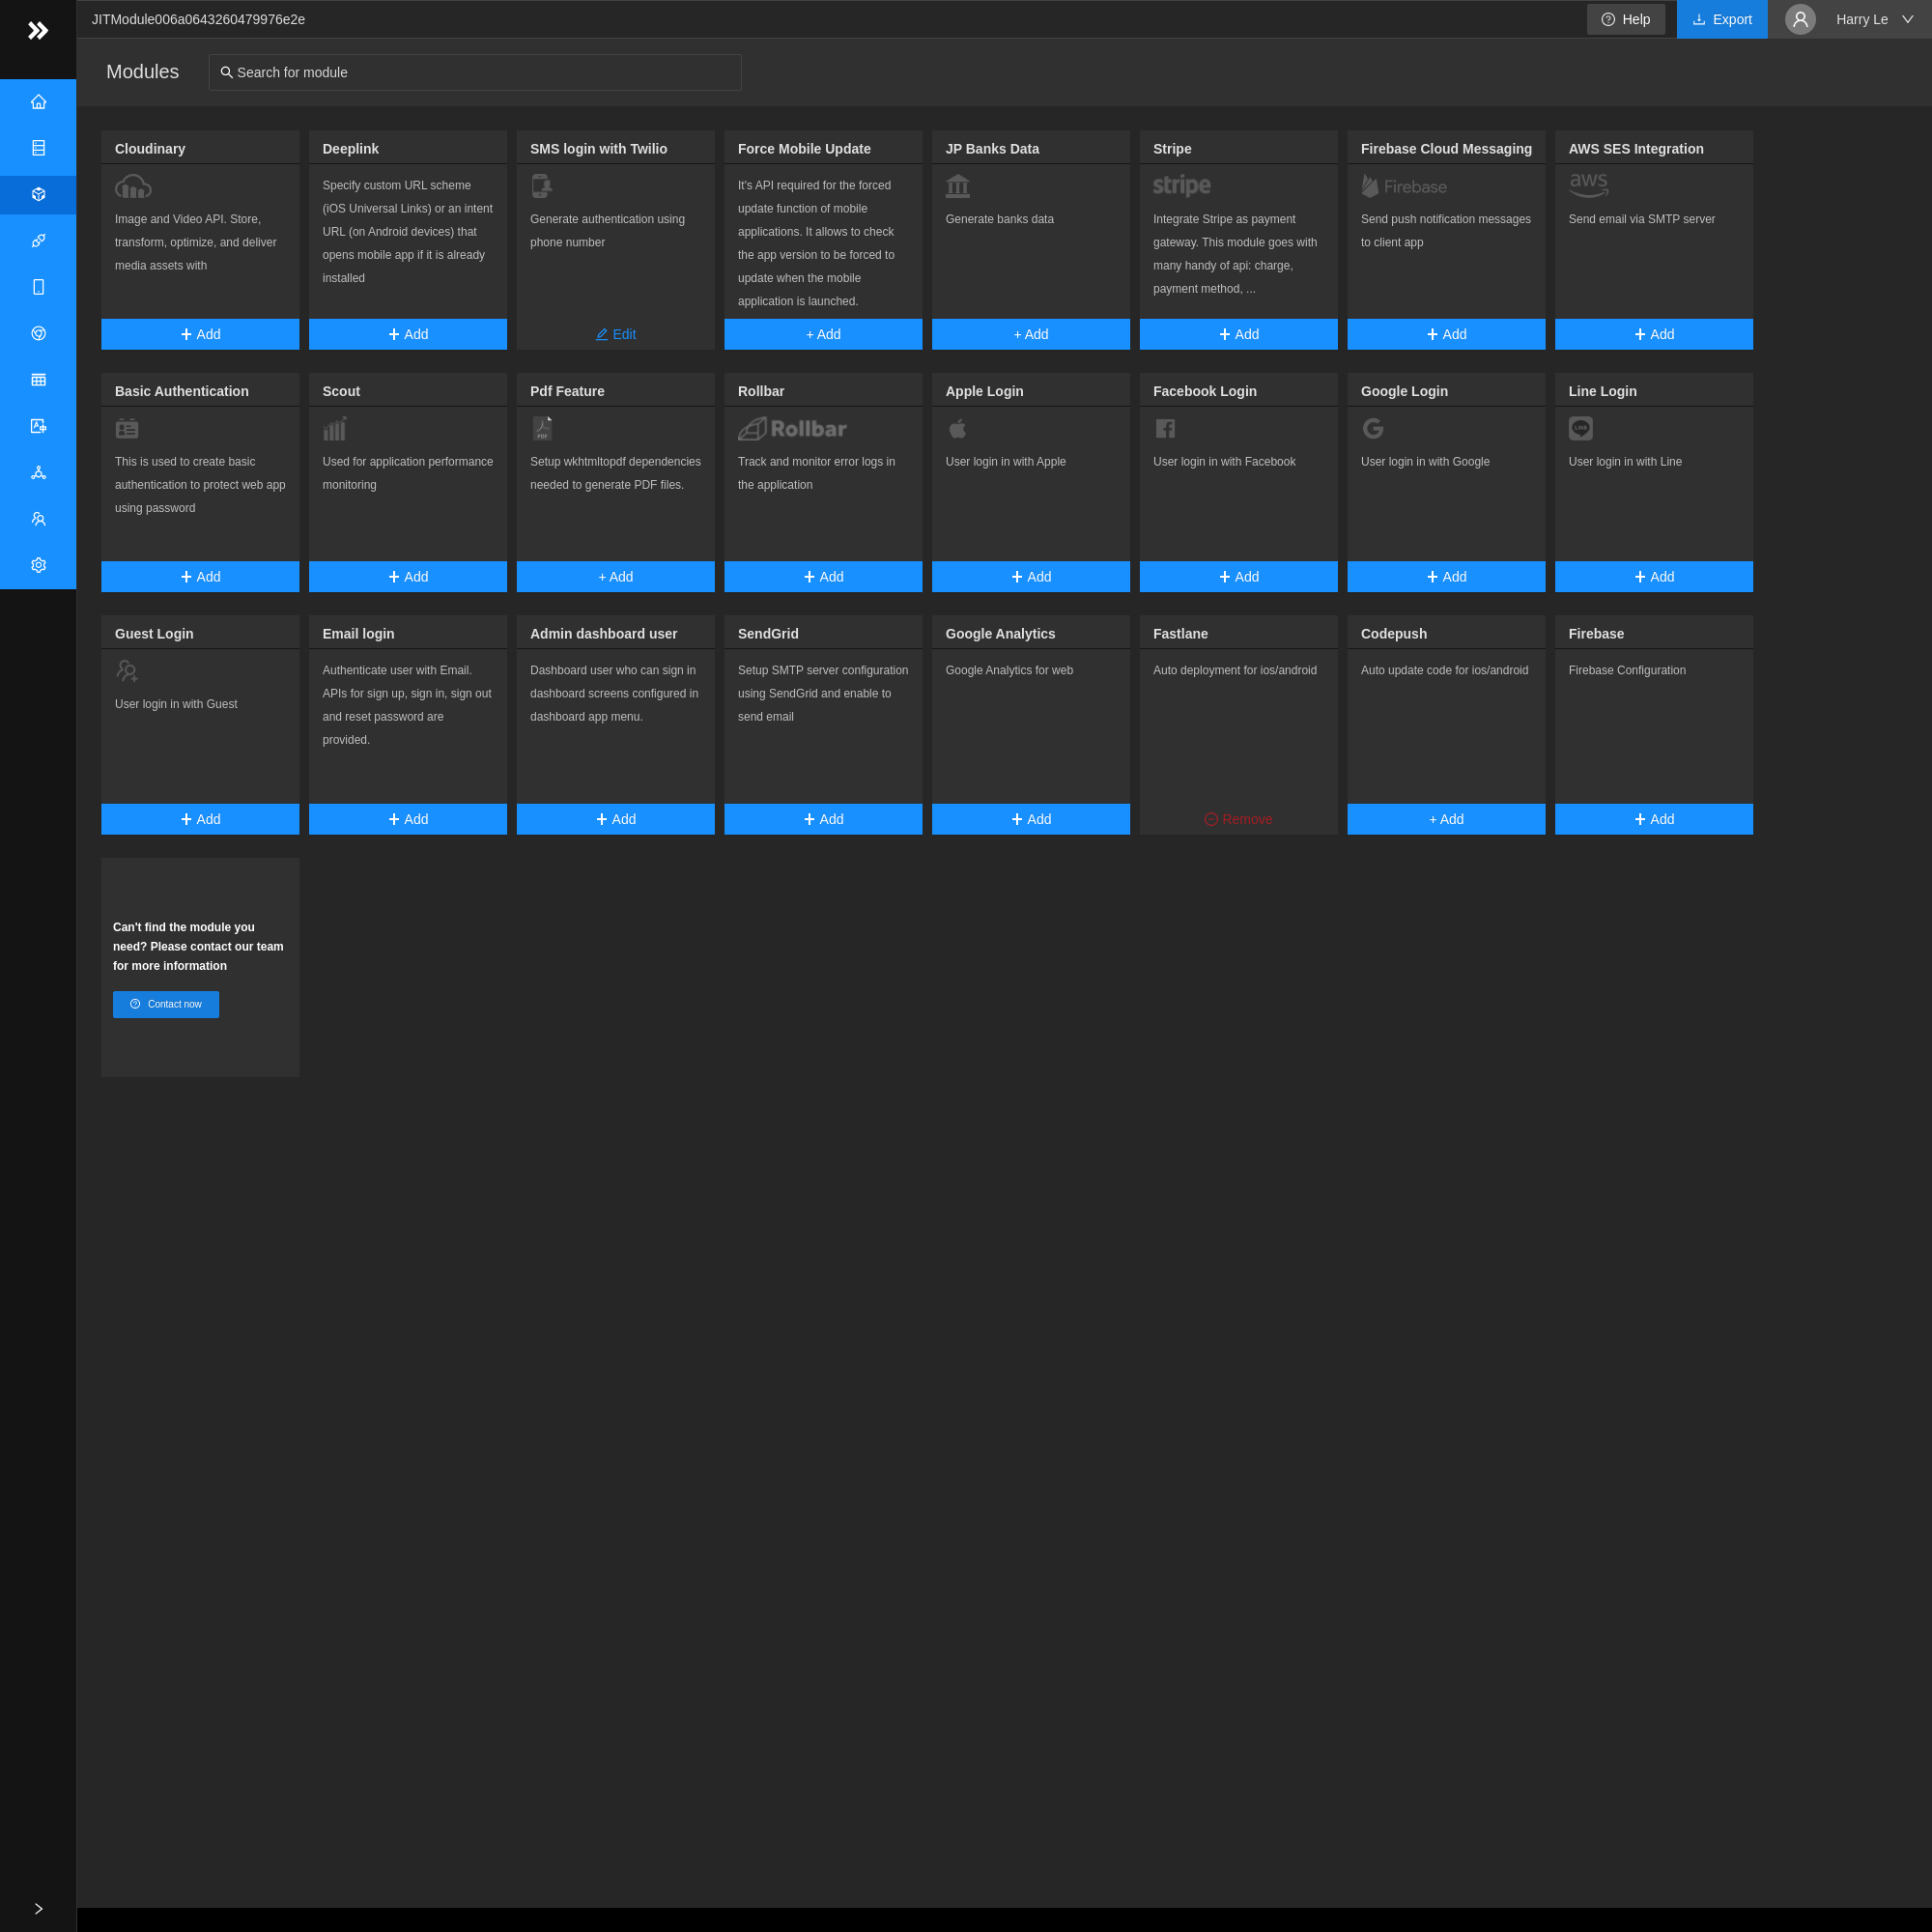 JITModule006a0643260479976e2e
Help
Export
Harry Le
Modules
Search for module
Cloudinary
Image and Video API. Store,
transform, optimize, and deliver
media assets with
+ Add
Deeplink
Specify custom URL scheme
(iOS Universal Links) or an intent
URL (on Android devices) that
opens mobile app if it is already
installed
+ Add
SMS login with Twilio
Generate authentication using
phone number
Edit
Force Mobile Update
It's API required for the forced
update function of mobile
applications. It allows to check
the app version to be forced to
update when the mobile
application is launched.
+ Add
JP Banks Data
Generate banks data
+ Add
Stripe
stripe
Integrate Stripe as payment
gateway. This module goes with
many handy of api: charge,
payment method, ...
+ Add
Firebase Cloud Messaging
Firebase
Send push notification messages
to client app
+ Add
AWS SES Integration
aws
Send email via SMTP server
+ Add
Basic Authentication
This is used to create basic
authentication to protect web app
using password
+ Add
Scout
Used for application performance
monitoring
+ Add
Pdf Feature
PDF
Setup wkhtmltopdf dependencies
needed to generate PDF files.
+ Add
Rollbar
Rollbar
Track and monitor error logs in
the application
+ Add
Apple Login
User login in with Apple
+ Add
Facebook Login
User login in with Facebook
+ Add
Google Login
G
User login in with Google
+ Add
Line Login
LINE
User login in with Line
+ Add
Guest Login
User login in with Guest
+ Add
Email login
Authenticate user with Email.
APIs for sign up, sign in, sign out
and reset password are
provided.
+ Add
Admin dashboard user
Dashboard user who can sign in
dashboard screens configured in
dashboard app menu.
+ Add
SendGrid
Setup SMTP server configuration
using SendGrid and enable to
send email
+ Add
Google Analytics
Google Analytics for web
+ Add
Fastlane
Auto deployment for ios/android
Remove
Codepush
Auto update code for ios/android
+ Add
Firebase
Firebase Configuration
+ Add
Can't find the module you
need? Please contact our team
for more information
Contact now